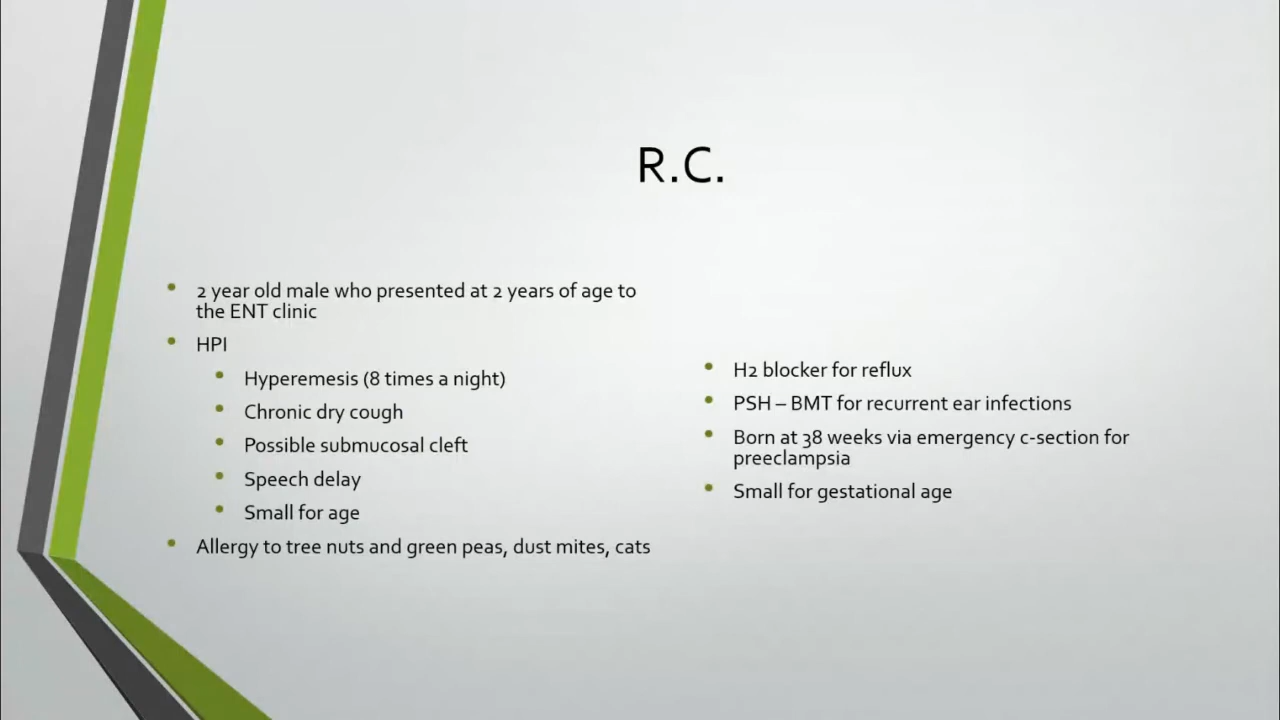 R.C.
2 year old male who presented at 2 years of age to
the ENT clinic
HPI
Hyperemesis (8 times a night)
Chronic dry cough
Possible submucosal cleft
Speech delay
Small for age
Allergy to tree nuts and green peas, dust mites, cats
H2 blocker for reflux
PSH – BMT for recurrent ear infections
Born at 38 weeks via emergency c-section for
preeclampsia
Small for gestational age